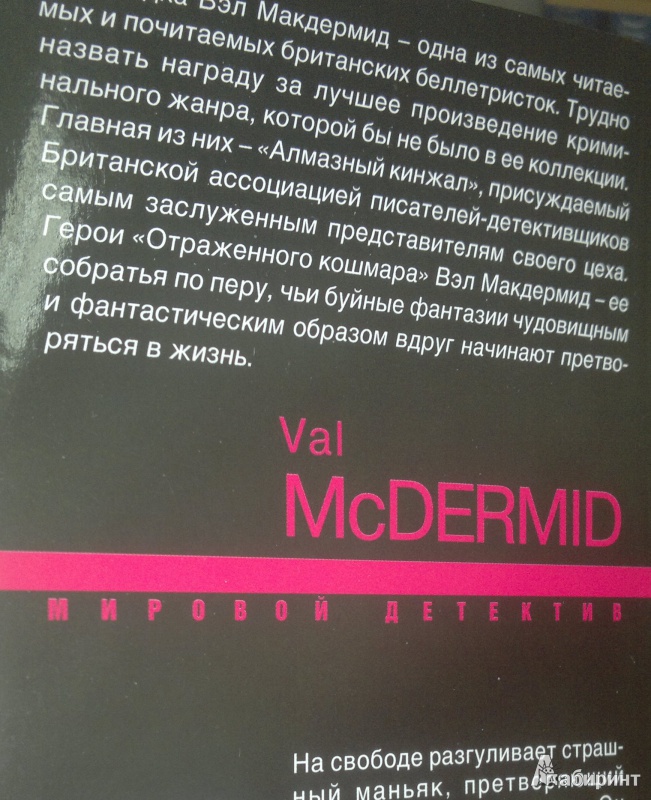 Вэл Макдермид – одна из самых читае-
мых и почитаемых британских беллетристок. Трудно
назвать награду за лучшее произведение крими-
нального жанра, которой бы не было в ее коллекции.
Главная из них – «Алмазный кинжал», присуждаемый
Британской ассоциацией писателей-детективщиков
самым заслуженным представителям своего цеха.
Герои «Отраженного кошмара» Вэл Макдермид – ее
собратья по перу, чьи буйные фантазии чудовищным
и фантастическим образом вдруг начинают претво-
ряться в жизнь.
Val
McDERMID
МИРОВОЙ ДЕТЕКТИВ
На свободе разгуливает страш-
ный маньяк,
Лабиринт